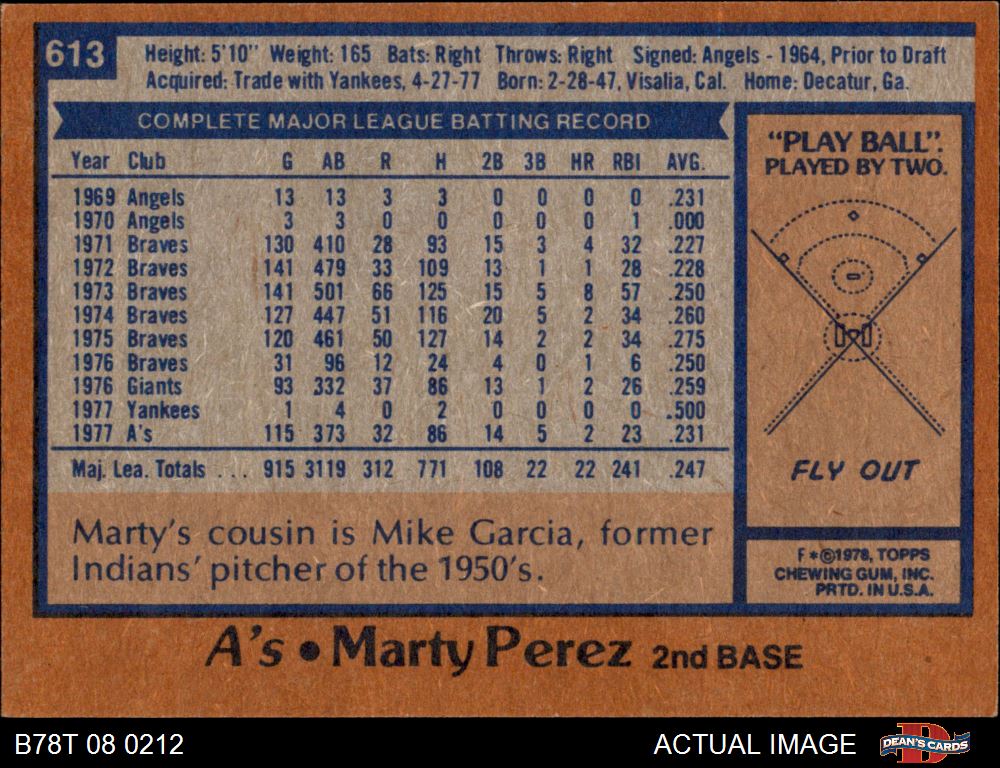 613
Height: 5'10" Weight: 165 Bats: Right Throws: Right Signed: Angels - 1964, Prior to Draft
Acquired: Trade with Yankees, 4-27-77 Born: 2-28-47, Visalia, Cal. Home: Decatur, Ga.
COMPLETE MAJOR LEAGUE BATTING RECORD
Year Club G AB R H 2B 3B HR RBI AVG.
1969 Angels 13 13 3 3 0 0 0 0 .231
1970 Angels 3 3 0 0 0 0 0 1 .000
1971 Braves 130 410 28 93 15 3 4 32 .227
1972 Braves 141 479 33 109 13 1 1 28 .228
1973 Braves 141 501 66 125 15 5 8 57 .250
1974 Braves 127 447 51 116 20 5 2 34 .260
1975 Braves 120 461 50 127 14 2 2 34 .275
1976 Braves 31 96 12 24 4 0 1 6 .250
1976 Giants 93 332 37 86 13 1 2 26 .259
1977 Yankees 1 4 0 2 0 0 0 0 .500
1977 A's 115 373 32 86 14 5 2 23 .231
Maj. Lea. Totals ... 915 3119 312 771 108 22 22 241 .247
Marty's cousin is Mike Garcia, former
Indians' pitcher of the 1950's.
"PLAY BALL".
PLAYED BY TWO.
FLY OUT
F*©1978, TOPPS
CHEWING GUM, INC.
PRTD. IN U.S.A.
A's • Marty Perez 2nd BASE
B78T 08 0212
ACTUAL IMAGE
DEAN'S CARDS